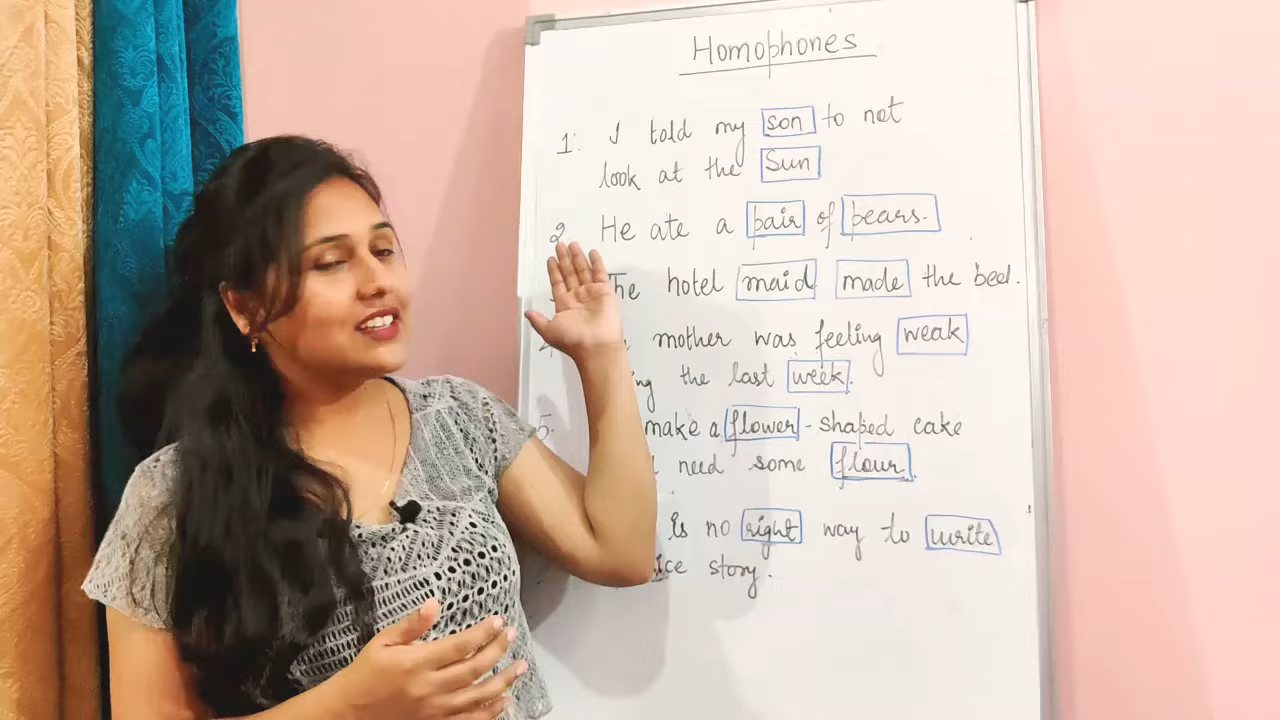 Homophones
1. I told my son to not
look at the Sun
2. He ate a pair of pears.
The hotel maid made the bed.
mother was feeling weak
the last week.
5. make a flower-shaped cake
need some flour.
is no right way to write
story.